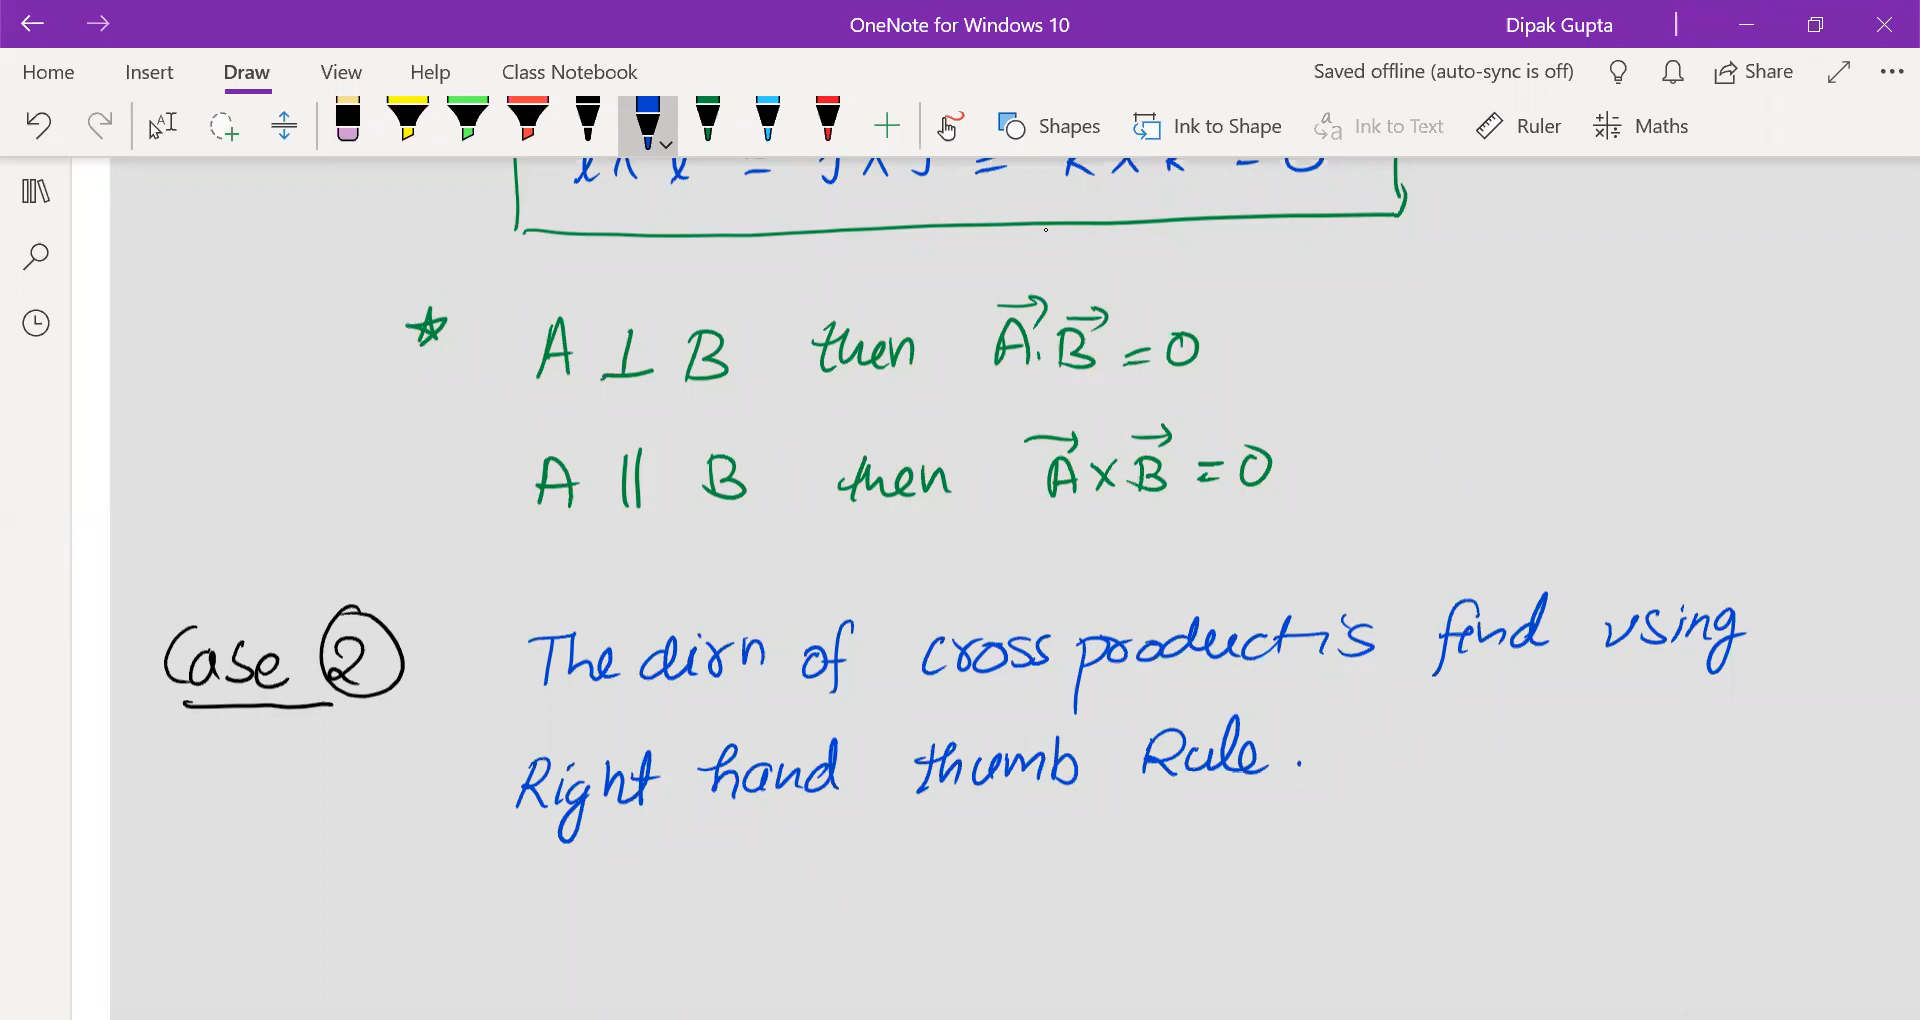 OneNote for Windows 10
Dipak Gupta
Home Insert Draw View Help Class Notebook
Saved offline (auto-sync is off) Share
Shapes Ink to Shape Ink to Text Ruler Maths
A ⊥ B then A⃗.B⃗ = 0
A || B then A⃗×B⃗ = 0
Case 2 The dirn of cross product is find using
Right hand thumb Rule.